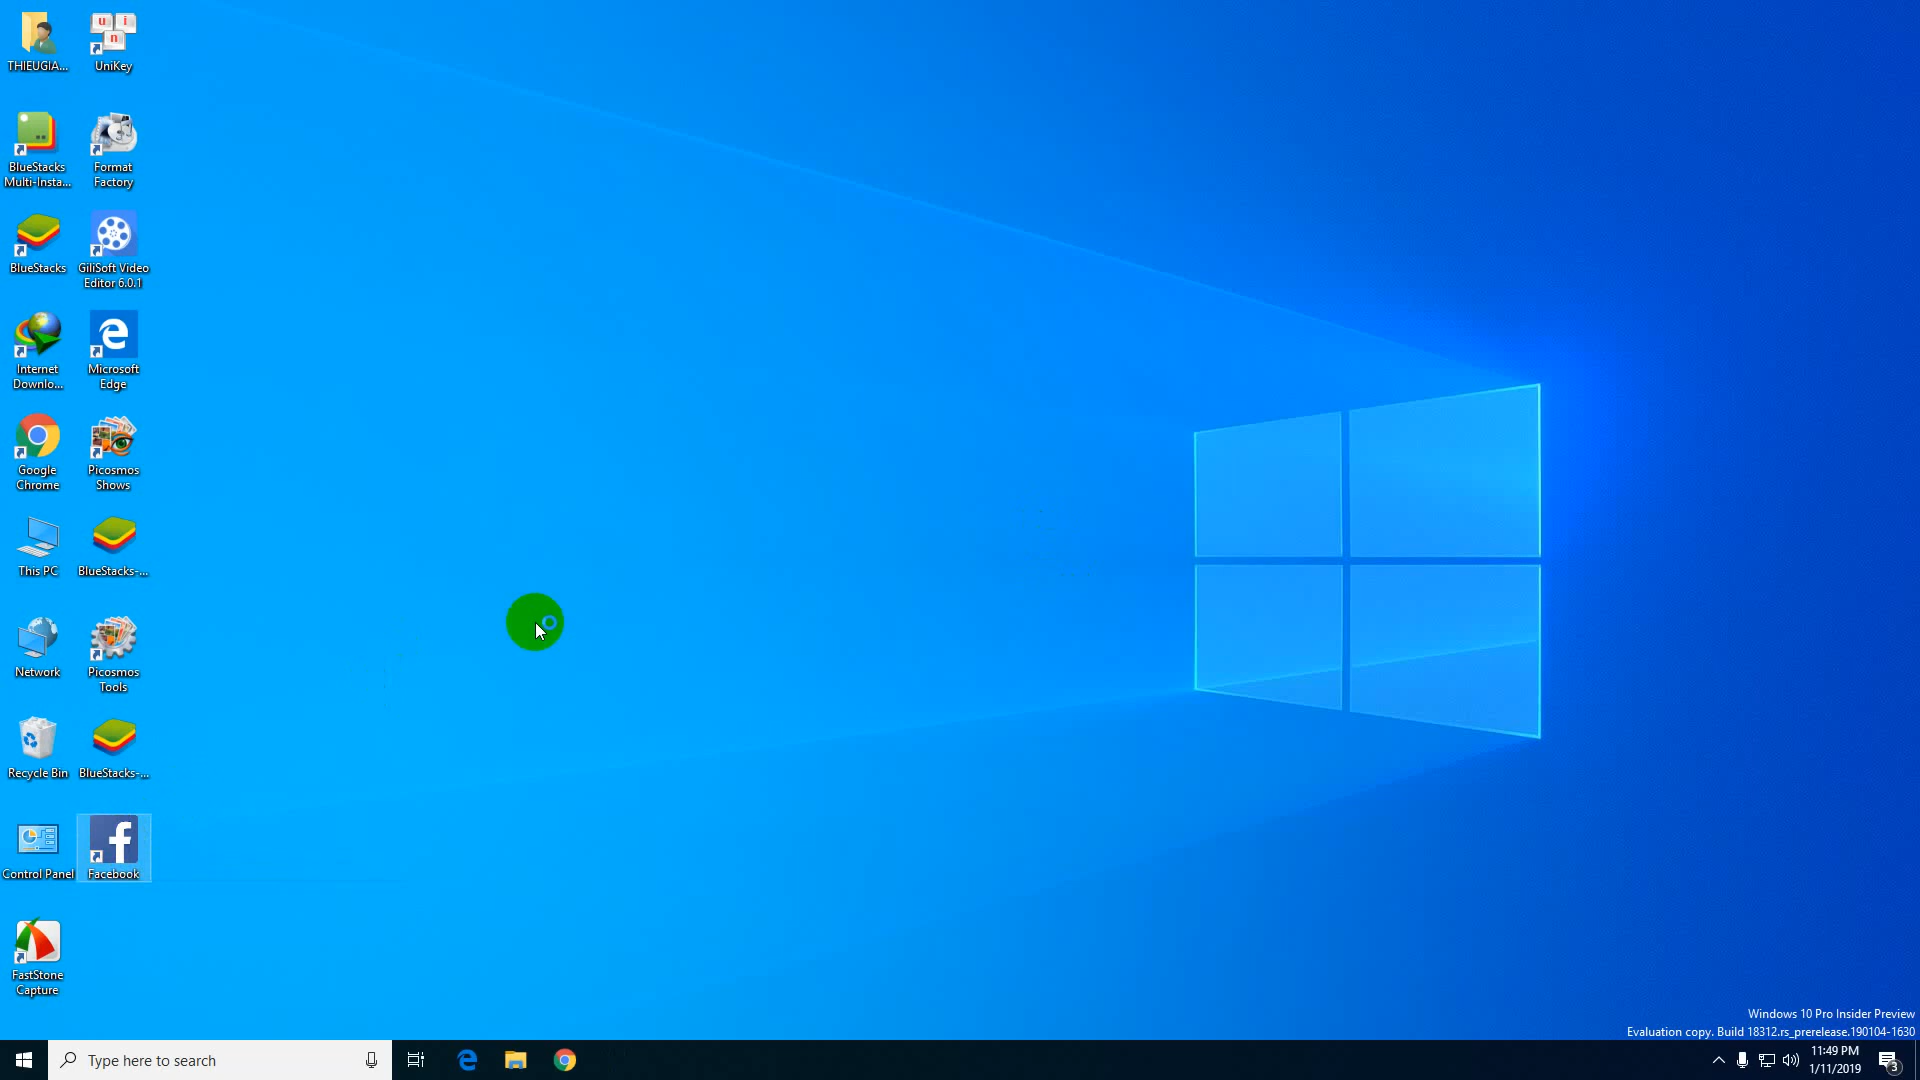 THIEUGIA...
UniKey
BlueStacks
Multi-Insta...
Format
Factory
BlueStacks
GiliSoft Video
Editor 6.0.1
Internet
Downlo...
Microsoft
Edge
Google
Chrome
Picosmos
Shows
This PC
BlueStacks-...
Network
Picosmos
Tools
Recycle Bin
BlueStacks-...
Control Panel
Facebook
FastStone
Capture
Windows 10 Pro Insider Preview
Evaluation copy. Build 18312.rs_prerelease.190104-1630
Type here to search
11:49 PM
1/11/2019
3